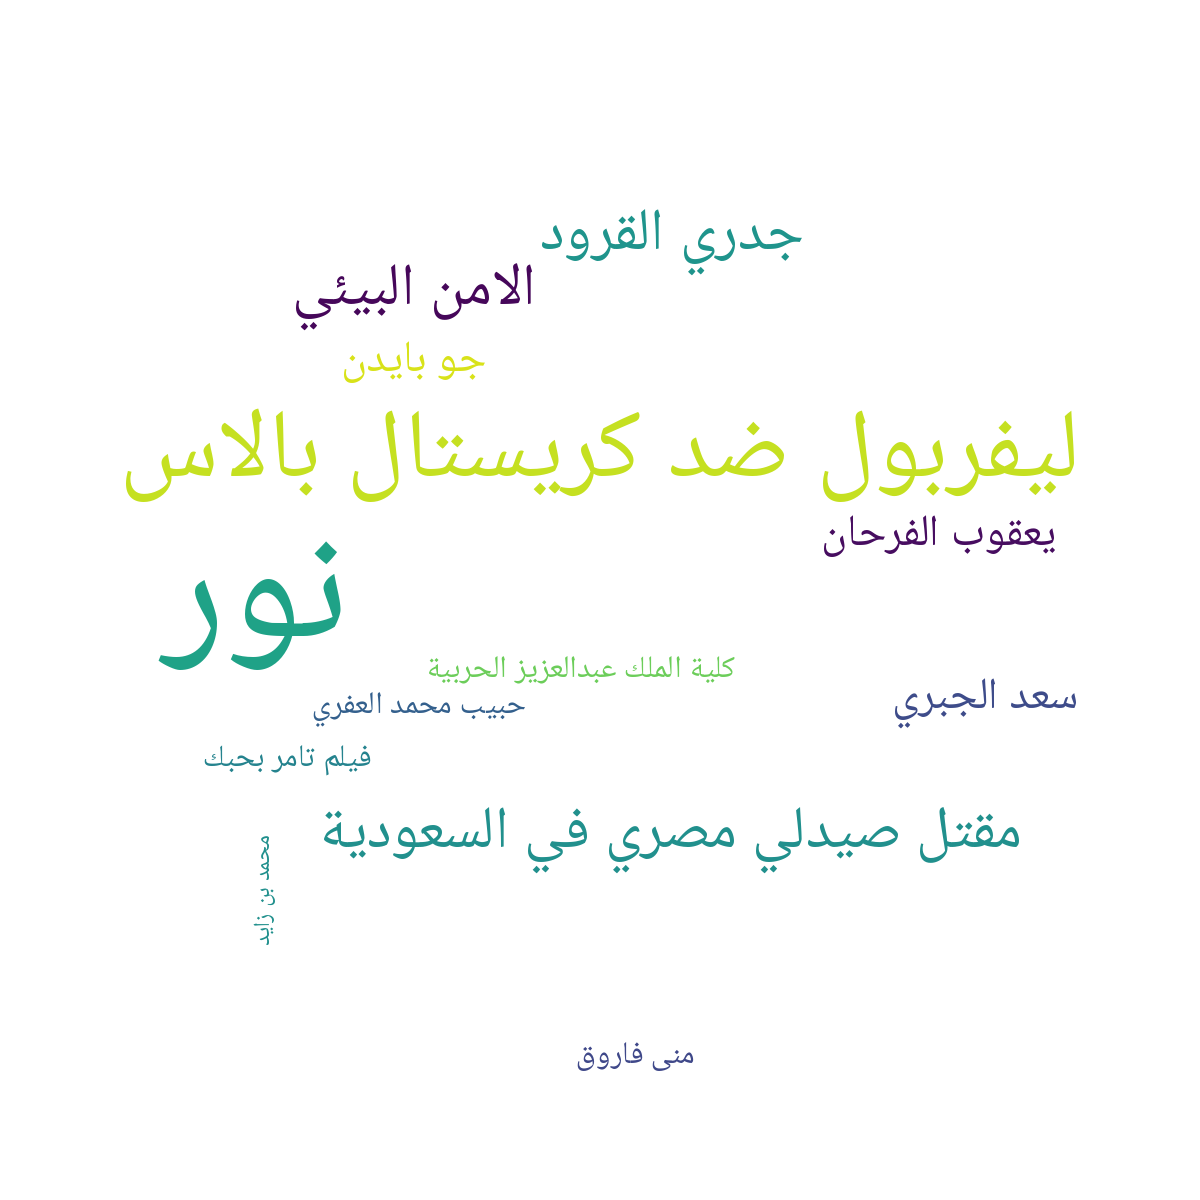 جدري القرود
الامن البيئي
جو بايدن
ليفربول ضد كريستال بالاس
يعقوب الفرحان
نور
كلية الملك عبدالعزيز الحربية
سعد الجبري
حبيب محمد العفري
فيلم تامر بحبك
مقتل صيدلي مصري في السعودية
محمد بن زايد
منى فاروق